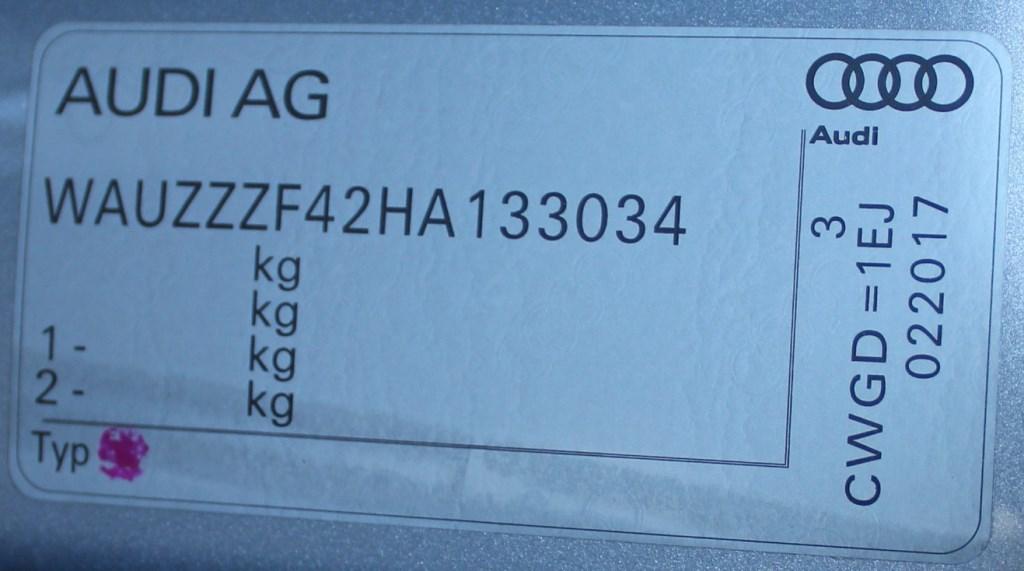 AUDI AG
Audi
WAUZZZF42HA133034
kg
kg
1 - kg
2 - kg
Typ
3
CWGD =1EJ
022017